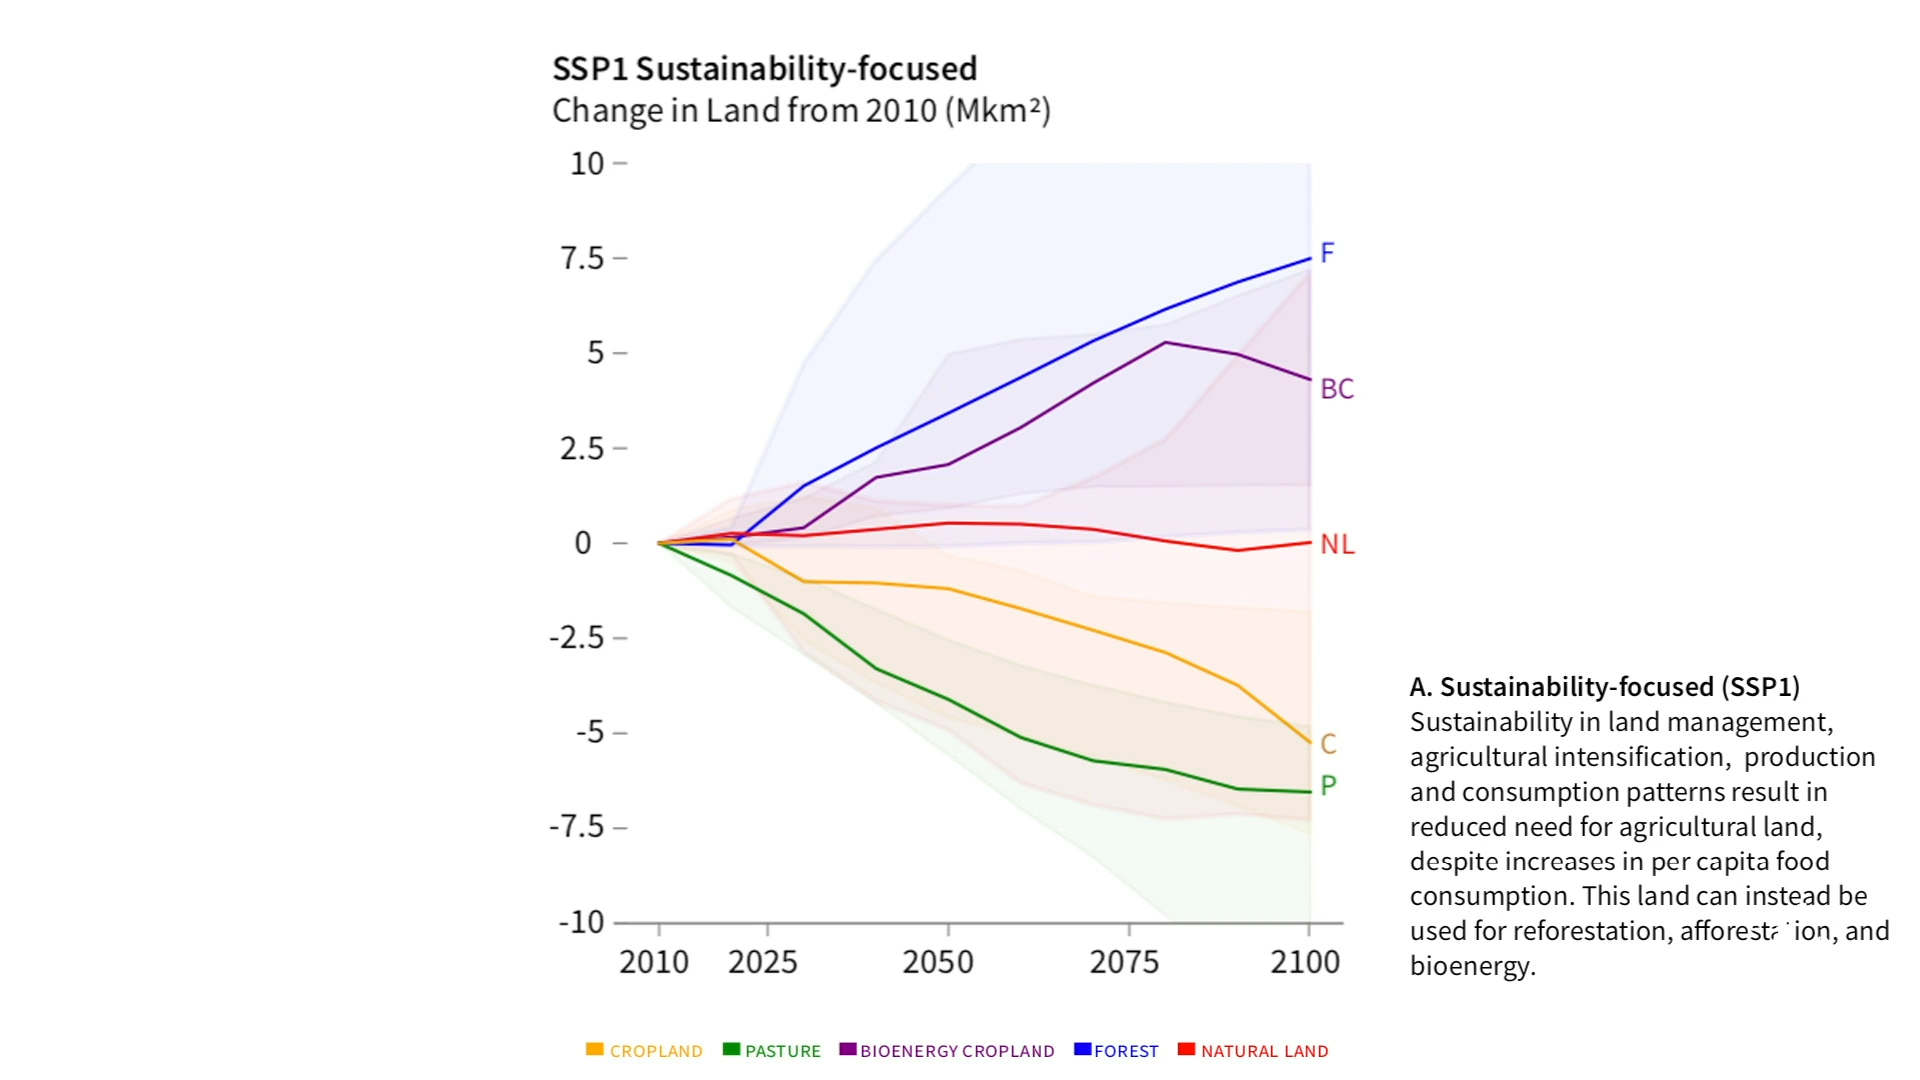 SSP1 Sustainability-focused
Change in Land from 2010 (Mkm²)
10
7.5
5
2.5
0
-2.5
-5
-7.5
-10
F
BC
NL
C
P
2010 2025 2050 2075 2100
A. Sustainability-focused (SSP1)
Sustainability in land management,
agricultural intensification, production
and consumption patterns result in
reduced need for agricultural land,
despite increases in per capita food
consumption. This land can instead be
used for reforestation, afforestation, and
bioenergy.
CROPLAND PASTURE BIOENERGY CROPLAND FOREST NATURAL LAND